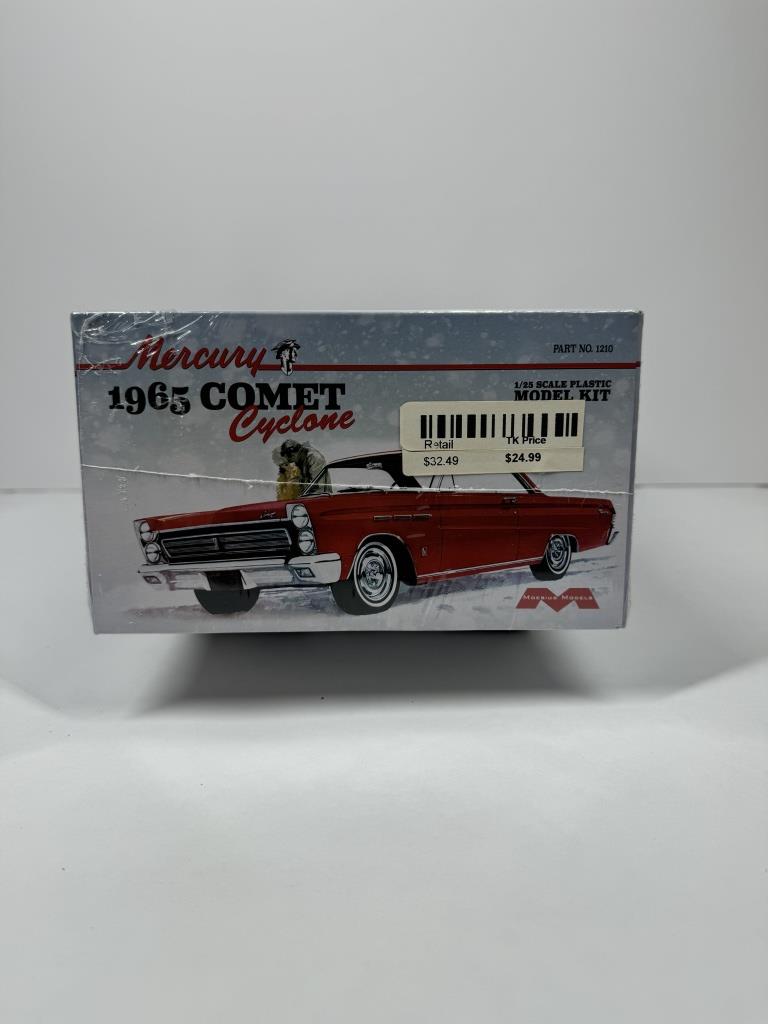 Mercury
PART NO. 1210
1965 COMET
Cyclone
1/25 SCALE PLASTIC
MODEL KIT
Retail TK Price
$32.49 $24.99
MOEBIUS MODELS